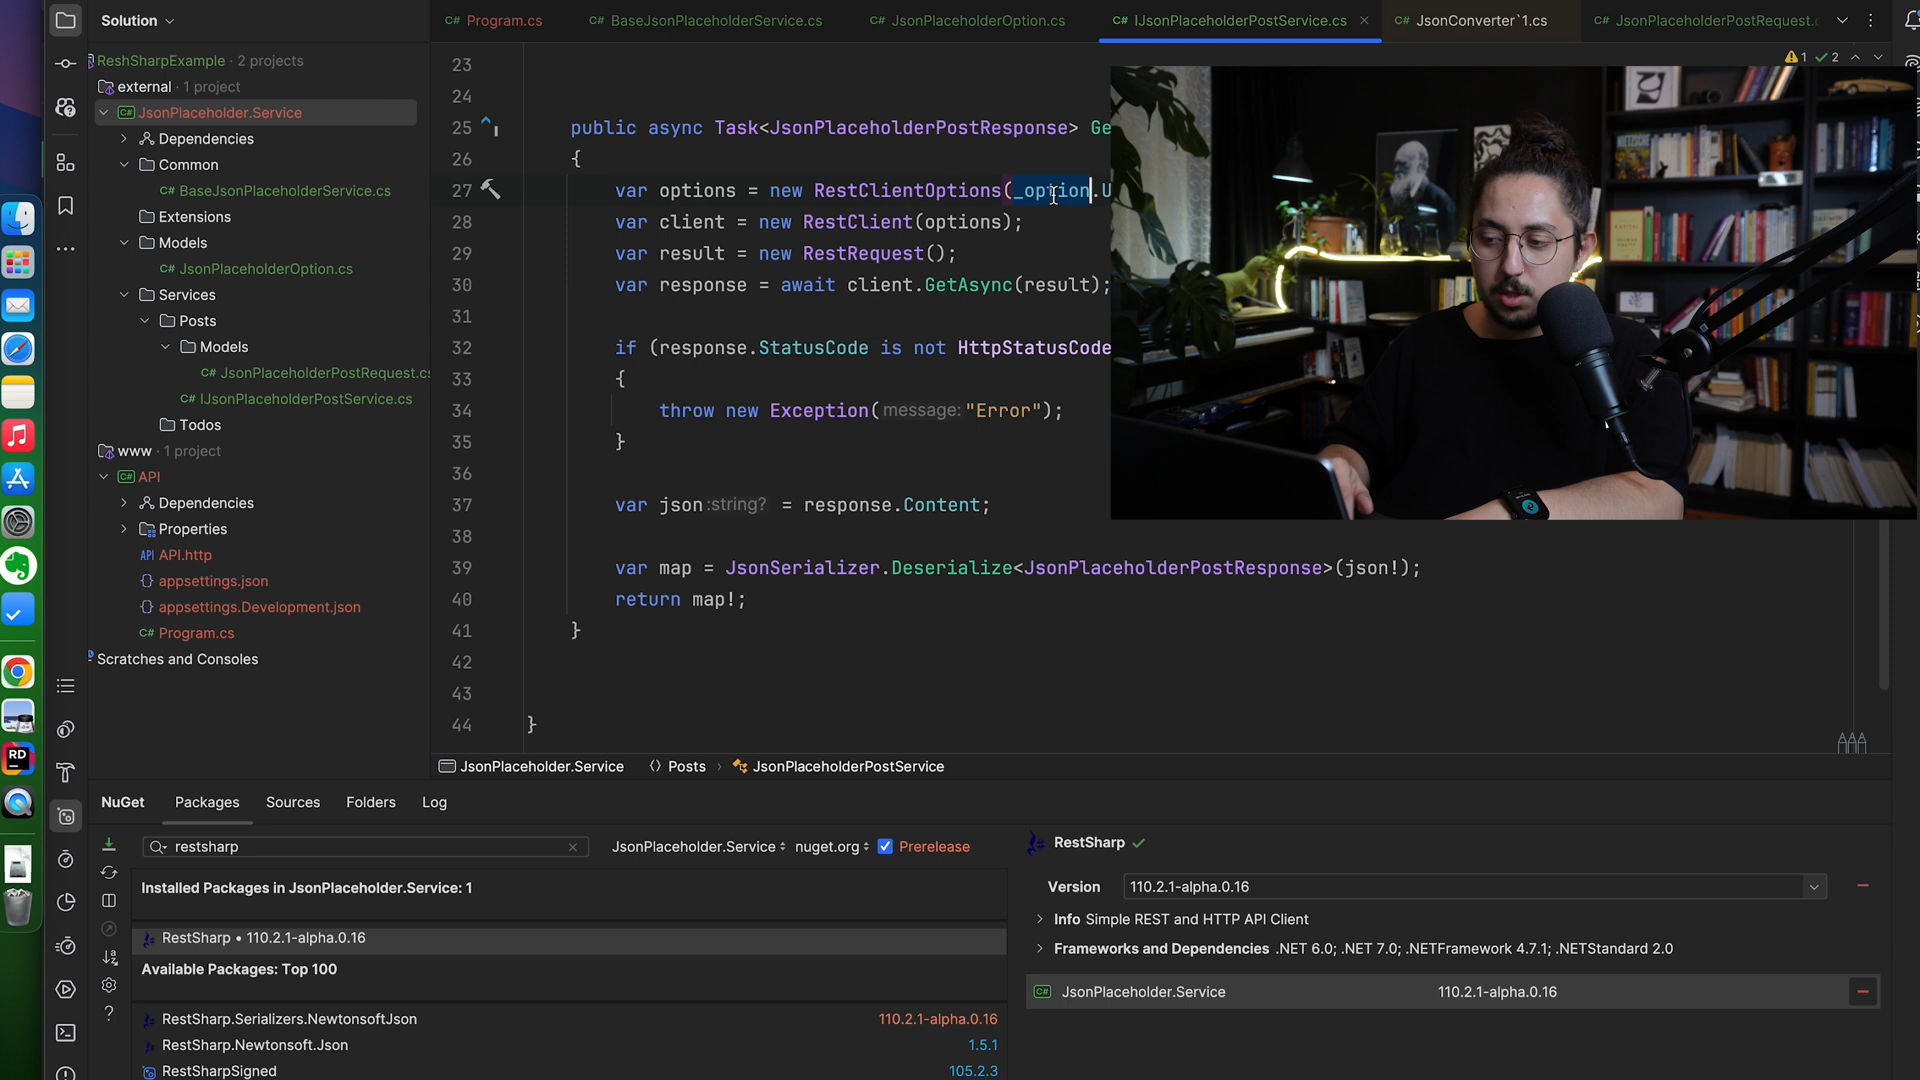 Solution
Program.cs
BaseJsonPlaceholderService.cs
JsonPlaceholderOption.cs
IJsonPlaceholderPostService.cs
JsonConverter`1.cs
JsonPlaceholderPostRequest.c
ReshSharpExample · 2 projects
external · 1 project
JsonPlaceholder.Service
Dependencies
Common
C# BaseJsonPlaceholderService.cs
Extensions
Models
C# JsonPlaceholderOption.cs
Services
Posts
Models
C# JsonPlaceholderPostRequest.cs
C# IJsonPlaceholderPostService.cs
Todos
www · 1 project
API
Dependencies
Properties
API API.http
appsettings.json
appsettings.Development.json
C# Program.cs
Scratches and Consoles
1 2
23
24
25 public async Task<JsonPlaceholderPostResponse> Ge
26 {
27 var options = new RestClientOptions(_option.U
28 var client = new RestClient(options);
29 var result = new RestRequest();
30 var response = await client.GetAsync(result);
31
32 if (response.StatusCode is not HttpStatusCode
33 {
34 throw new Exception( message: "Error");
35 }
36
37 var json :string? = response.Content;
38
39 var map = JsonSerializer.Deserialize<JsonPlaceholderPostResponse>(json!);
40 return map!;
41 }
42
43
44 }
JsonPlaceholder.Service Posts › JsonPlaceholderPostService
NuGet Packages Sources Folders Log
restsharp
JsonPlaceholder.Service nuget.org Prerelease
Installed Packages in JsonPlaceholder.Service: 1
RestSharp • 110.2.1-alpha.0.16
Available Packages: Top 100
RestSharp.Serializers.NewtonsoftJson 110.2.1-alpha.0.16
RestSharp.Newtonsoft.Json 1.5.1
RestSharpSigned 105.2.3
RestSharp
Version 110.2.1-alpha.0.16
Info Simple REST and HTTP API Client
Frameworks and Dependencies .NET 6.0; .NET 7.0; .NETFramework 4.7.1; .NETStandard 2.0
C# JsonPlaceholder.Service 110.2.1-alpha.0.16
RD